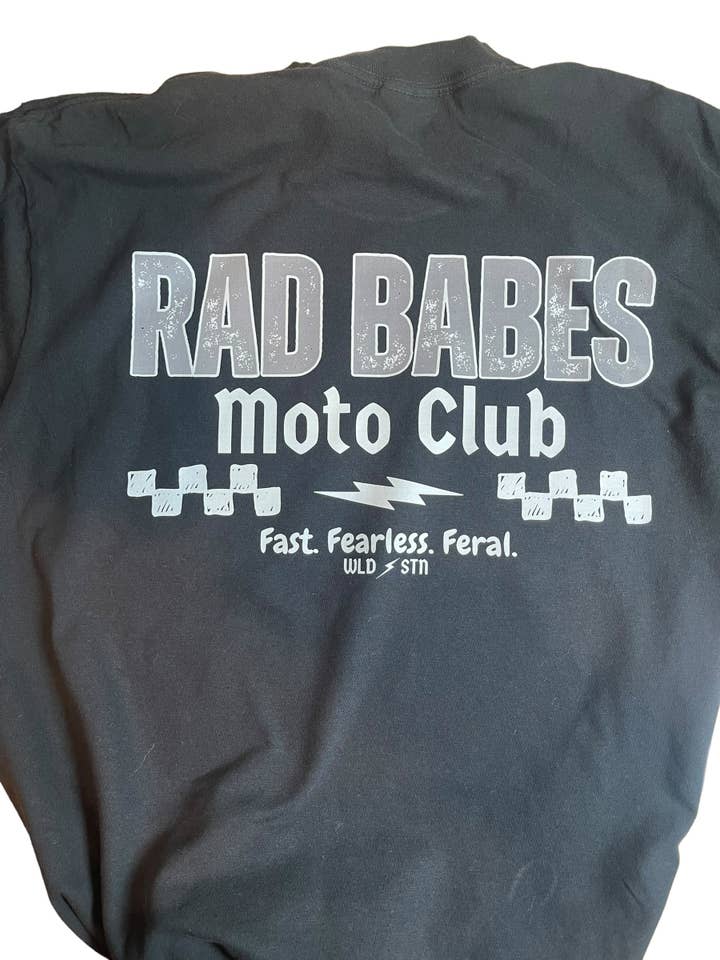 RAD BABES
Moto Club
Fast. Fearless. Feral.
WLD STN